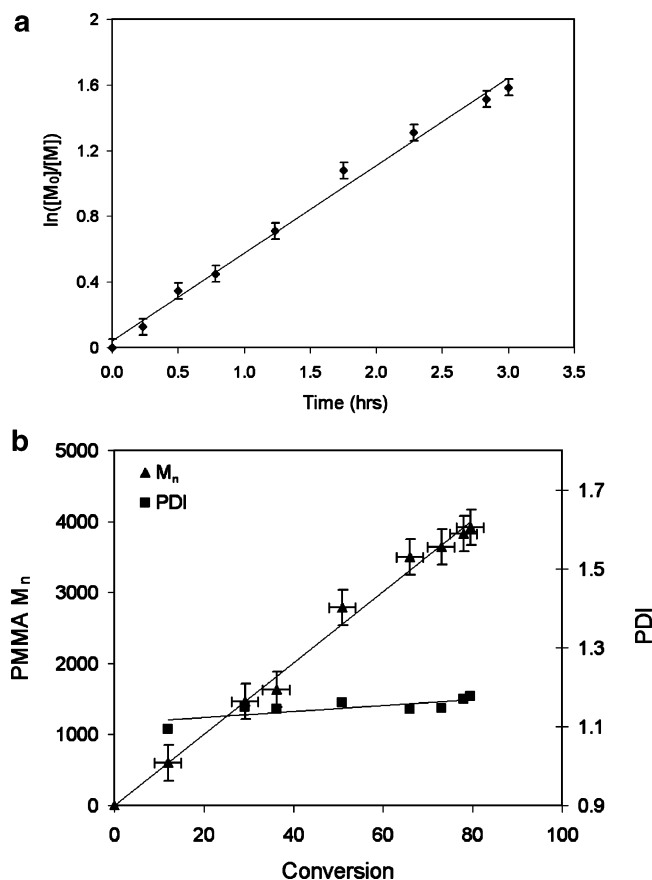 a
2
1.6
1.2
0.8
0.4
0
ln([M₀]/[M])
0.0 0.5 1.0 1.5 2.0 2.5 3.0 3.5
Time (hrs)
b
5000
4000
3000
2000
1000
0
PMMA Mₙ
Mₙ
PDI
1.7
1.5
1.3
1.1
0.9
PDI
0 20 40 60 80 100
Conversion